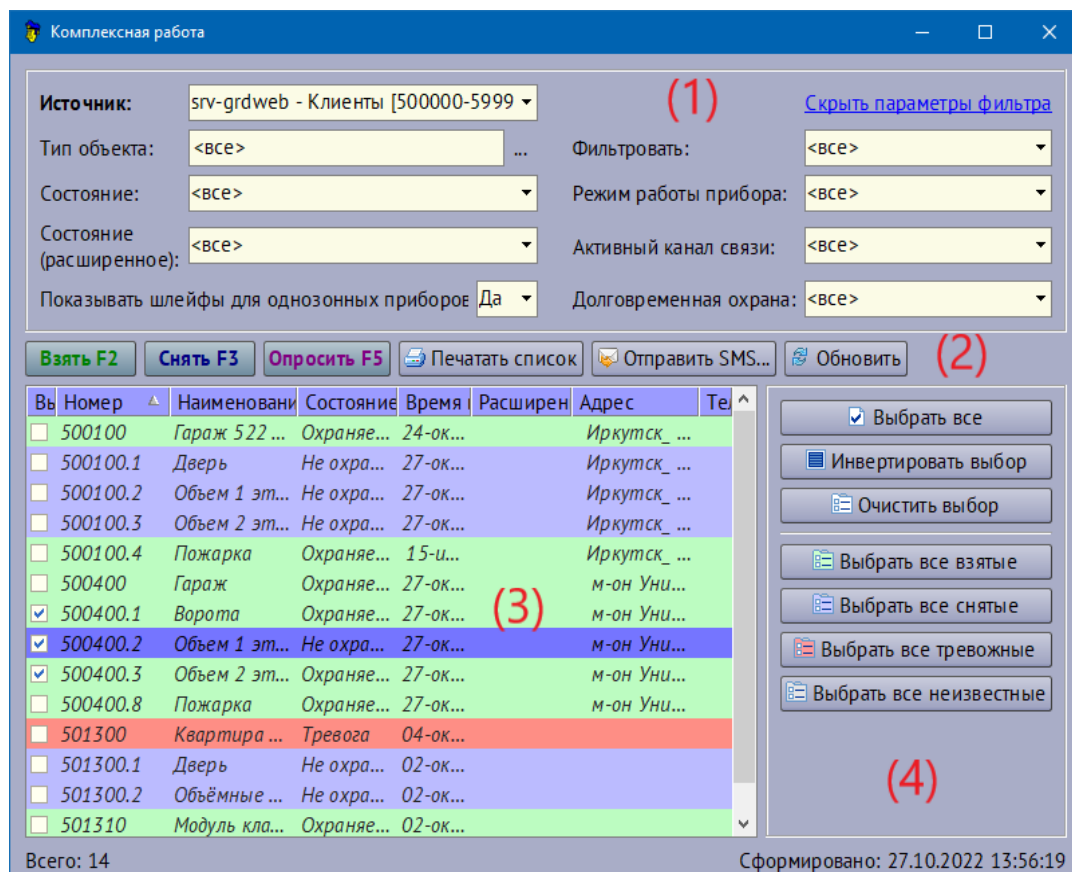 Комплексная работа
Источник: srv-grdweb - Клиенты [500000-5999 (1) Скрыть параметры фильтра
Тип объекта: <все> ... Фильтровать: <все>
Состояние: <все> Режим работы прибора: <все>
Состояние (расширенное): <все> Активный канал связи: <все>
Показывать шлейфы для однозонных приборов Да Долговременная охрана: <все>
Взять F2 Снять F3 Опросить F5 Печатать список Отправить SMS... Обновить (2)
Вы Номер Наименовани Состояние Время Расширен Адрес Тел
500100 Гараж 522 ... Охраняе... 24-ок... Иркутск_ ...
500100.1 Дверь Не охра... 27-ок... Иркутск_ ...
500100.2 Объем 1 эт... Не охра... 27-ок... Иркутск_ ...
500100.3 Объем 2 эт... Не охра... 27-ок... Иркутск_ ...
500100.4 Пожарка Охраняе... 15-и... Иркутск_ ...
500400 Гараж Охраняе... 27-ок... м-он Уни...
500400.1 Ворота Охраняе... 27-ок... (3) м-он Уни...
500400.2 Объем 1 эт... Не охра... 27-ок... м-он Уни...
500400.3 Объем 2 эт... Охраняе... 27-ок... м-он Уни...
500400.8 Пожарка Охраняе... 27-ок... м-он Уни...
501300 Квартира ... Тревога 04-ок...
501300.1 Дверь Не охра... 02-ок...
501300.2 Объёмные ... Не охра... 02-ок...
501310 Модуль кла... Охраняе... 02-ок...
Выбрать все
Инвертировать выбор
Очистить выбор
Выбрать все взятые
Выбрать все снятые
Выбрать все тревожные
Выбрать все неизвестные
(4)
Всего: 14 Сформировано: 27.10.2022 13:56:19